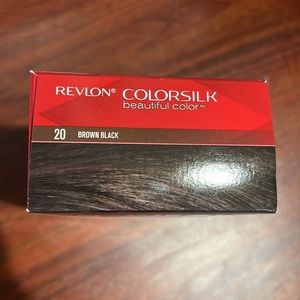 REVLON® COLORSILK
beautiful color™
20 BROWN BLACK